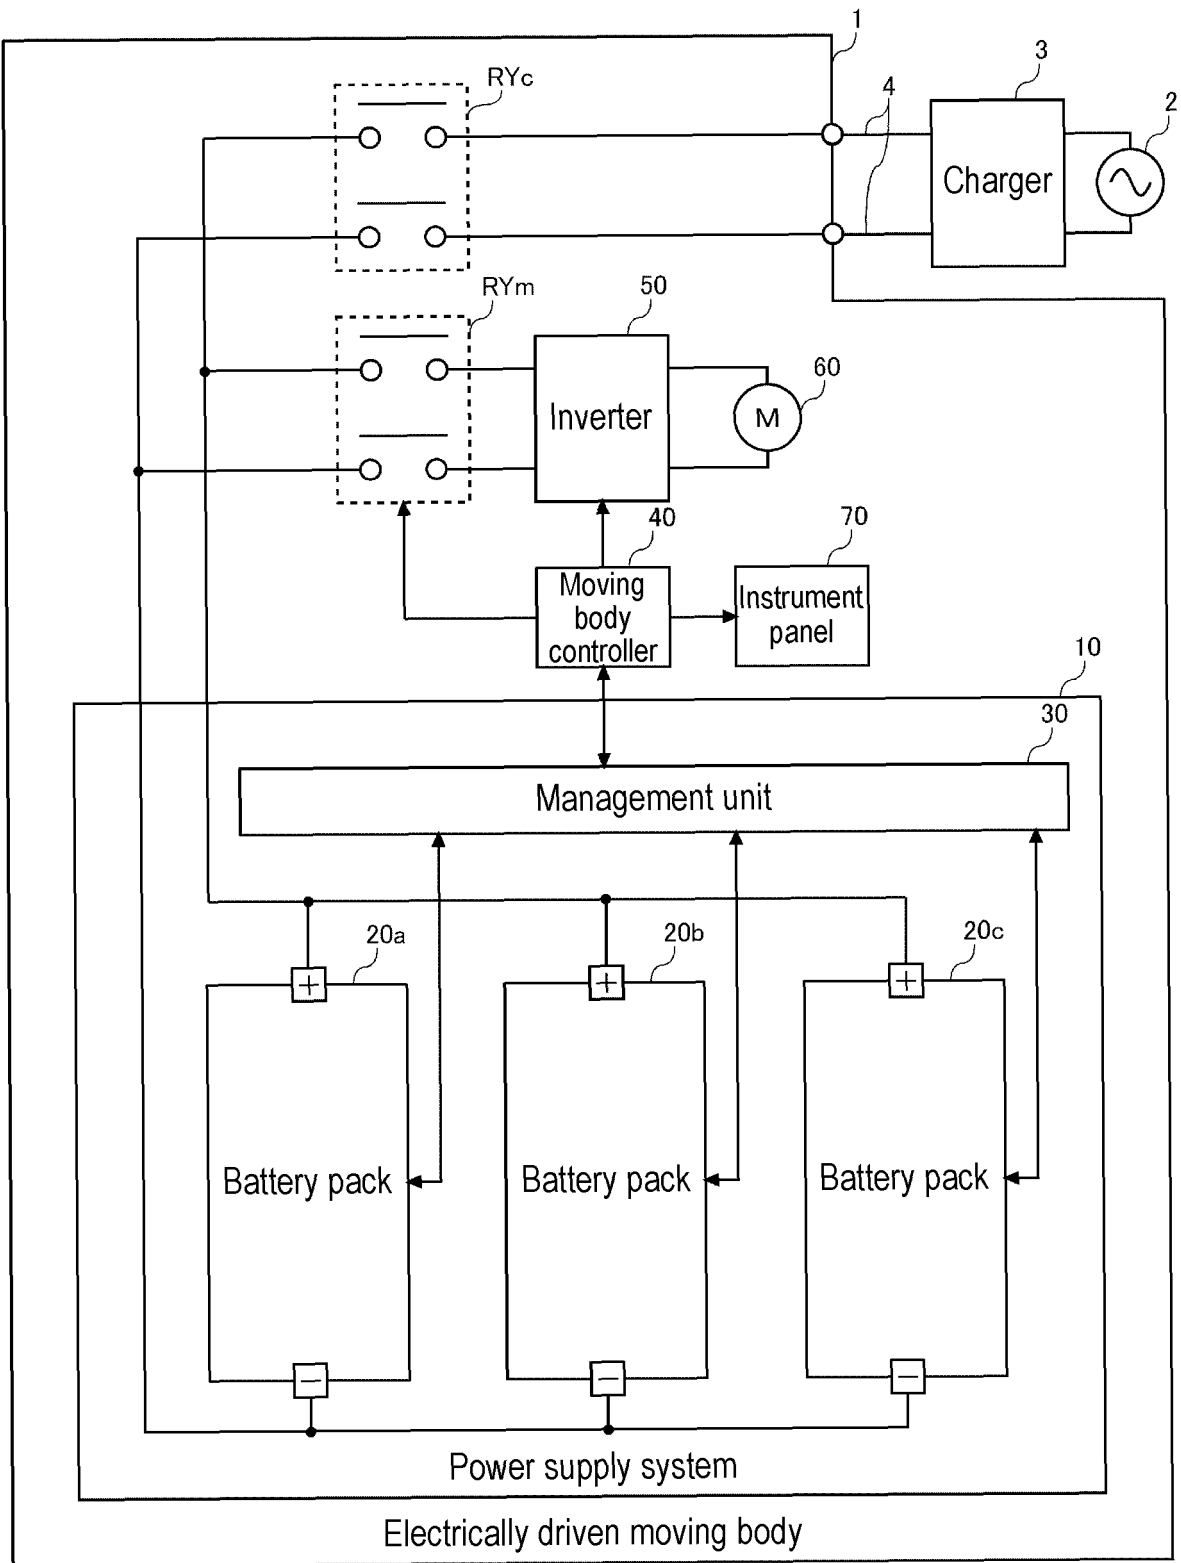 1
RYc
3
4
2
Charger
RYm
50
60
Inverter
M
40
70
Moving
body
controller
Instrument
panel
10
30
Management unit
20a
20b
20c
+
+
+
Battery pack
Battery pack
Battery pack
−
−
−
Power supply system
Electrically driven moving body